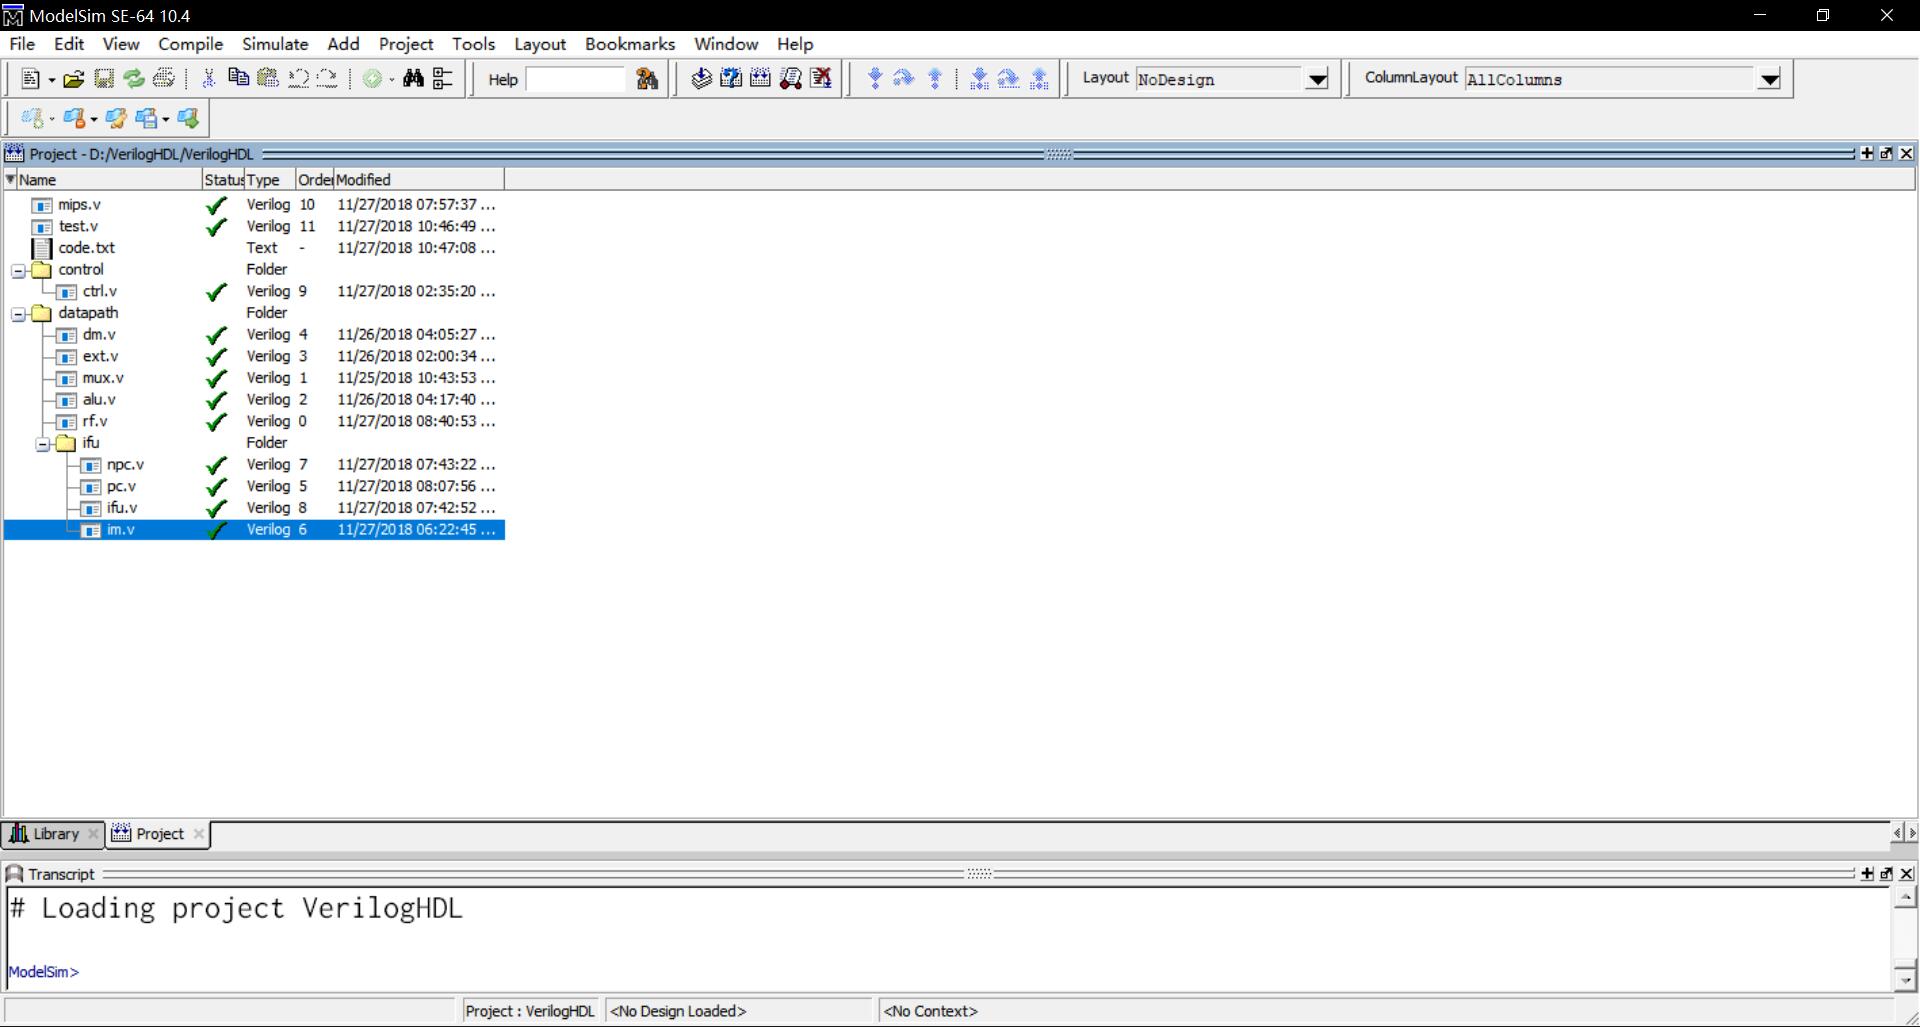 ModelSim SE-64 10.4
File Edit View Compile Simulate Add Project Tools Layout Bookmarks Window Help
Help Layout NoDesign ColumnLayout AllColumns
Project - D:/VerilogHDL/VerilogHDL
Name Status Type Order Modified
mips.v Verilog 10 11/27/2018 07:57:37 ...
test.v Verilog 11 11/27/2018 10:46:49 ...
code.txt Text - 11/27/2018 10:47:08 ...
control Folder
ctrl.v Verilog 9 11/27/2018 02:35:20 ...
datapath Folder
dm.v Verilog 4 11/26/2018 04:05:27 ...
ext.v Verilog 3 11/26/2018 02:00:34 ...
mux.v Verilog 1 11/25/2018 10:43:53 ...
alu.v Verilog 2 11/26/2018 04:17:40 ...
rf.v Verilog 0 11/27/2018 08:40:53 ...
ifu Folder
npc.v Verilog 7 11/27/2018 07:43:22 ...
pc.v Verilog 5 11/27/2018 08:07:56 ...
ifu.v Verilog 8 11/27/2018 07:42:52 ...
im.v Verilog 6 11/27/2018 06:22:45 ...
Library Project
Transcript
# Loading project VerilogHDL
ModelSim>
Project : VerilogHDL <No Design Loaded> <No Context>